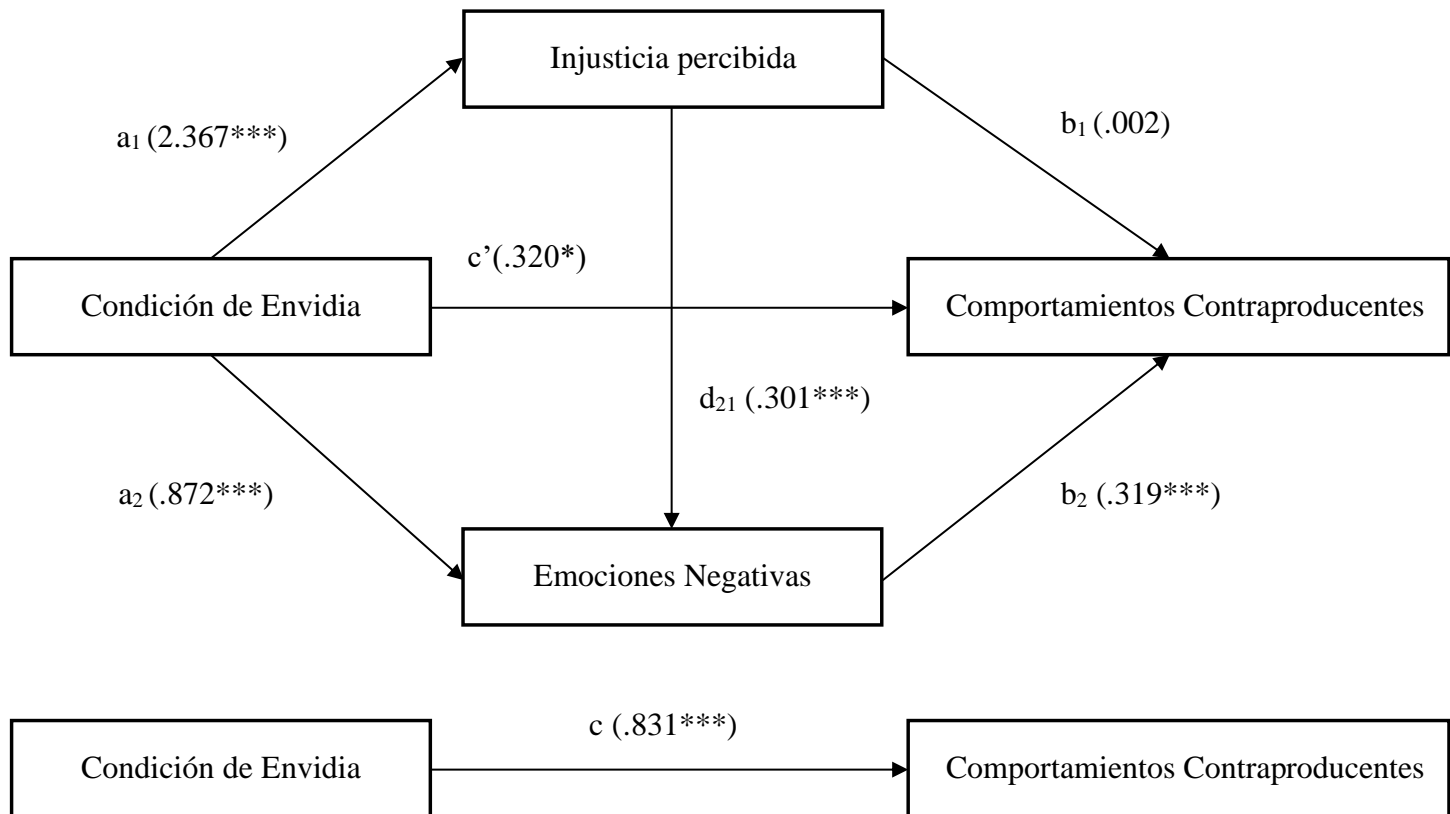 Injusticia percibida
a₁ (2.367***)
b₁ (.002)
c’(.320*)
Condición de Envidia
Comportamientos Contraproducentes
d₂₁ (.301***)
a₂ (.872***)
b₂ (.319***)
Emociones Negativas
c (.831***)
Condición de Envidia
Comportamientos Contraproducentes